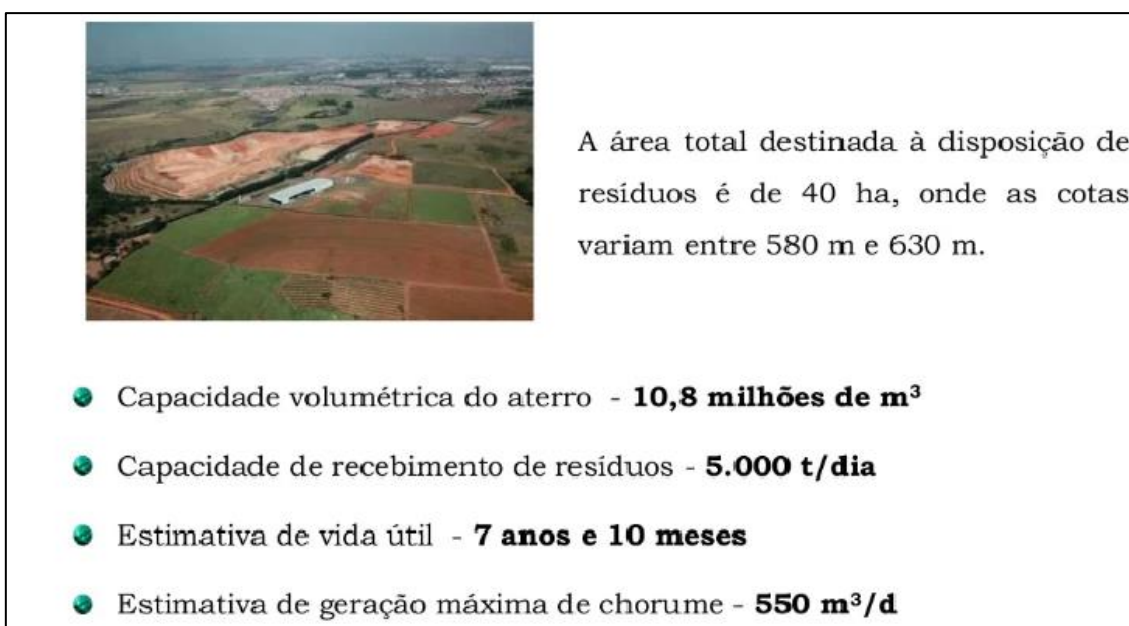 A área total destinada à disposição de
resíduos é de 40 ha, onde as cotas
variam entre 580 m e 630 m.
Capacidade volumétrica do aterro - 10,8 milhões de m³
Capacidade de recebimento de resíduos - 5.000 t/dia
Estimativa de vida útil - 7 anos e 10 meses
Estimativa de geração máxima de chorume - 550 m³/d